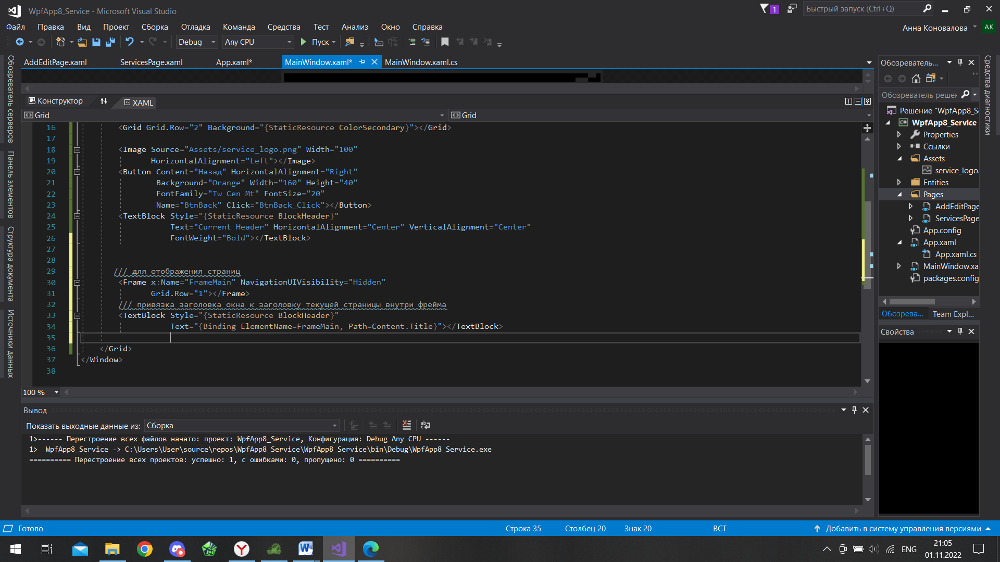 WpfApp8_Service - Microsoft Visual Studio
1
Быстрый запуск (Ctrl+Q)
Файл Правка Вид Проект Сборка Отладка Команда Средства Тест Анализ Окно Справка
Анна Коновалова AK
Debug Any CPU Пуск
AddEditPage.xaml ServicesPage.xaml App.xaml* MainWindow.xaml* MainWindow.xaml.cs
Обозреватель серверов
Панель элементов
Структура документа
Источники данных
Конструктор XAML
Grid Grid
16 <Grid Grid.Row="2" Background="{StaticResource ColorSecondary}"></Grid>
17
18 <Image Source="Assets/service_logo.png" Width="100"
19 HorizontalAlignment="Left"></Image>
20 <Button Content="Назад" HorizontalAlignment="Right"
21 Background="Orange" Width="160" Height="40"
22 FontFamily="Tw Cen Mt" FontSize="20"
23 Name="BtnBack" Click="BtnBack_Click"></Button>
24 <TextBlock Style="{StaticResource BlockHeader}"
25 Text="Current Header" HorizontalAlignment="Center" VerticalAlignment="Center"
26 FontWeight="Bold"></TextBlock>
27
28
29 /// для отображения страниц
30 <Frame x:Name="FrameMain" NavigationUIVisibility="Hidden"
31 Grid.Row="1"></Frame>
32 /// привязка заголовка окна к заголовку текущей страницы внутри фрейма
33 <TextBlock Style="{StaticResource BlockHeader}"
34 Text="{Binding ElementName=FrameMain, Path=Content.Title}"></TextBlock>
35
36 </Grid>
37 </Window>
38
100 %
Вывод
Показать выходные данные из: Сборка
1>------ Перестроение всех файлов начато: проект: WpfApp8_Service, Конфигурация: Debug Any CPU ------
1> WpfApp8_Service -> C:\Users\User\source\repos\WpfApp8_Service\WpfApp8_Service\bin\Debug\WpfApp8_Service.exe
========== Перестроение всех проектов: успешно: 1, с ошибками: 0, пропущено: 0 ==========
Обозреватель...
Обозреватель решен
Решение "WpfApp8_Se
WpfApp8_Service
Properties
Ссылки
Assets
service_logo.
Entities
Pages
AddEditPage
ServicesPage
App.config
App.xaml
App.xaml.cs
MainWindow.xa
packages.config
Обозрева... Team Expl...
Свойства
Средства диагностики
Готово Строка 35 Столбец 20 Знак 20 ВСТ Добавить в систему управления версиями
ENG
21:05
01.11.2022